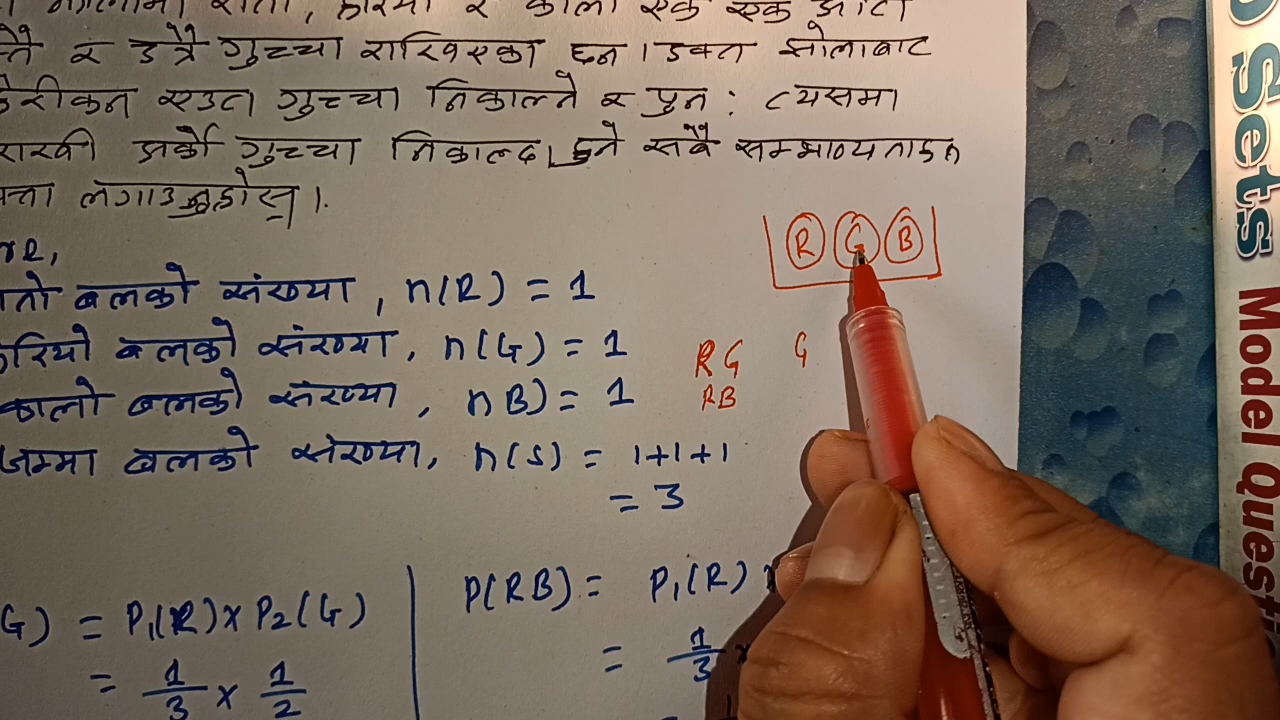 राता, हरियो र काला एक एक ओटा
र उत्रै गुच्चा राखिएका छन। उक्त झोलाबाट
एउटा गुच्चा निकाल्ने र पुन: त्यसमा
राखी अर्को गुच्चा निकाल्दा हुने सबै सम्भाव्यताहरु
पत्ता लगाउनुहोस्।
R G B
बलको संख्या, n(R) = 1
हरियो बलको संख्या, n(G) = 1
RG G
कालो बलको संख्या, nB) = 1
RB
जम्मा बलको संख्या, n(S) = 1+1+1
= 3
G) = P₁(R) x P₂(G)
= 1/3 x 1/2
P(RB) = P₁(R) x
= 1/3 x
Sets Model Questi